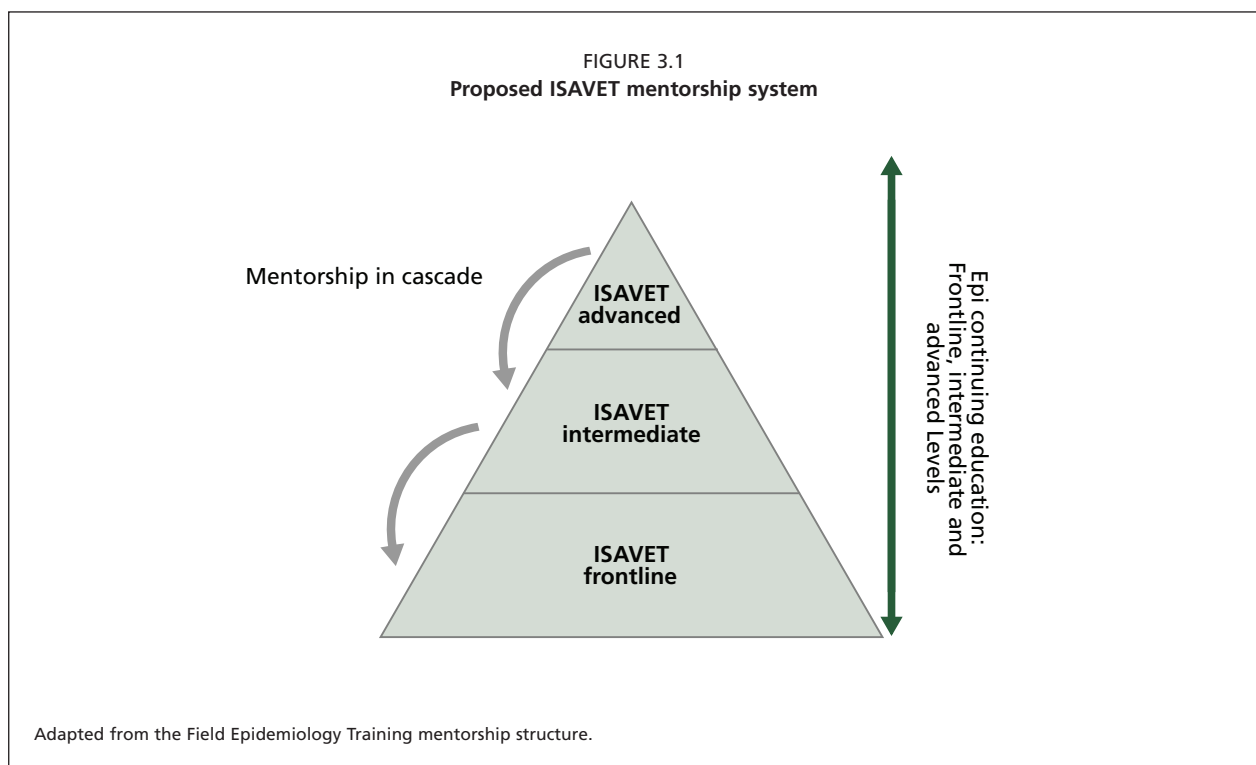 FIGURE 3.1
Proposed ISAVET mentorship system
Mentorship in cascade
ISAVET
advanced
ISAVET
intermediate
ISAVET
frontline
Epi continuing education:
Frontline, intermediate and
advanced Levels
Adapted from the Field Epidemiology Training mentorship structure.